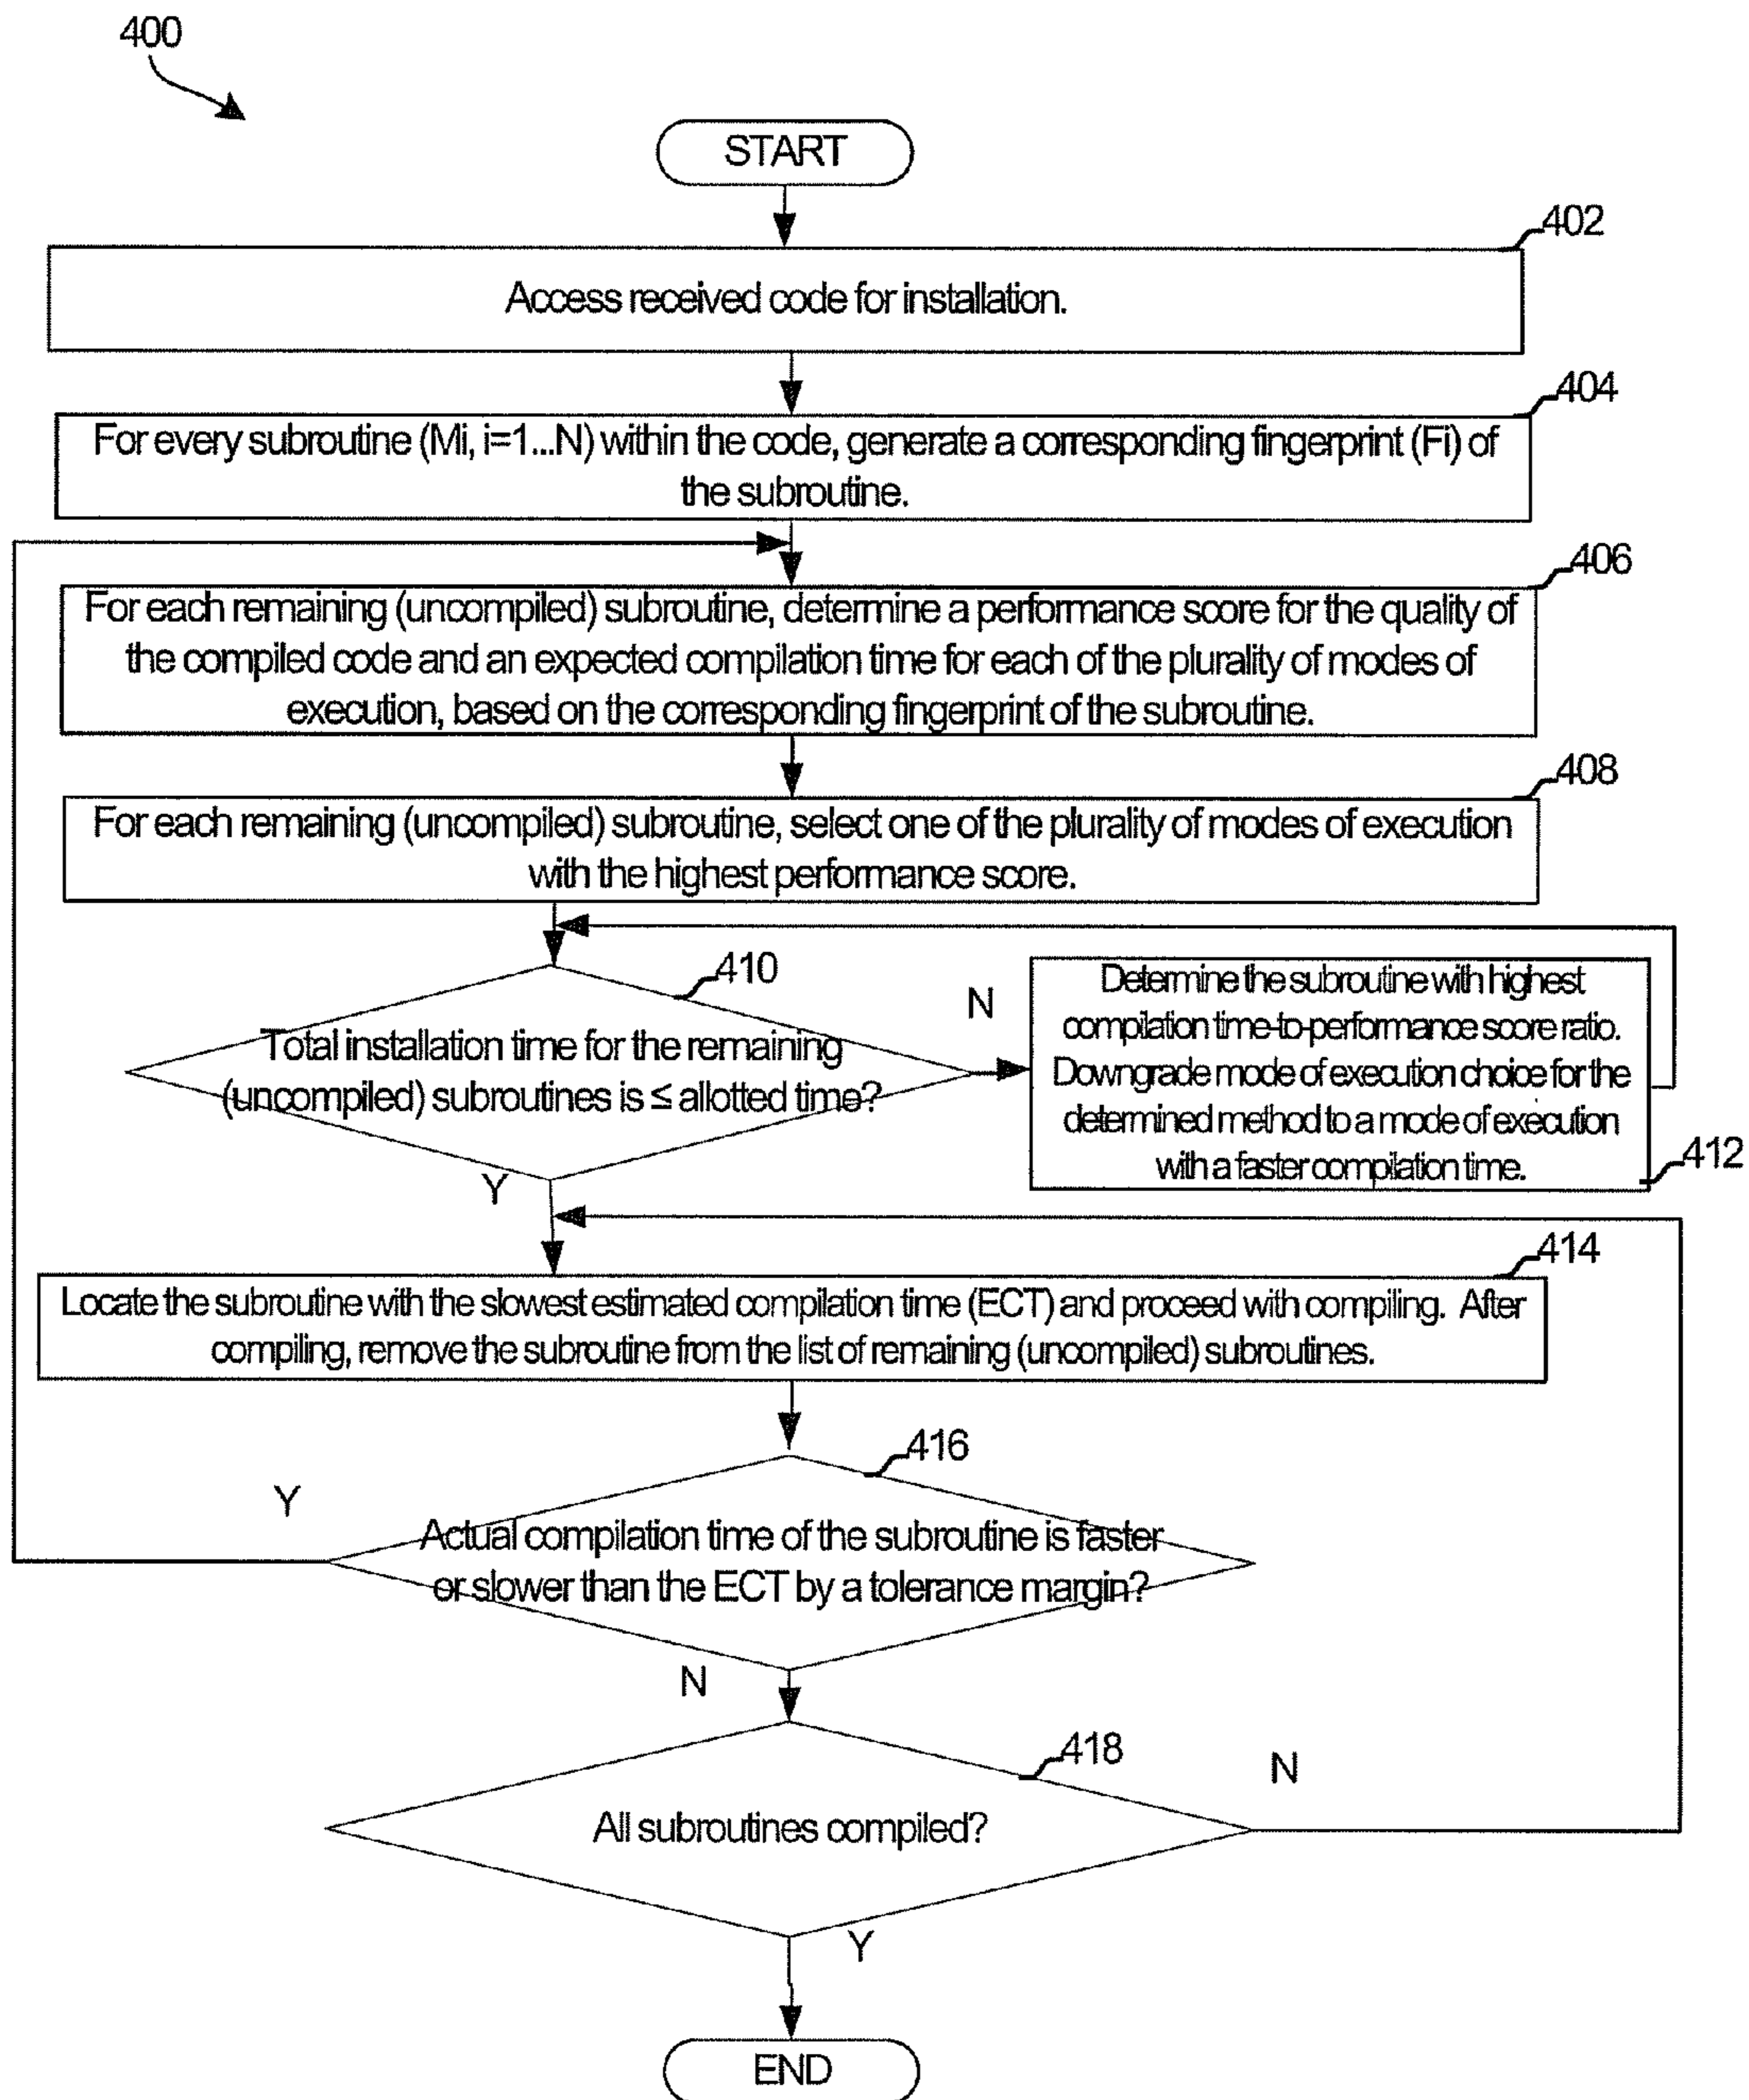 400
START
402
Access received code for installation.
404
For every subroutine (Mi, i=1...N) within the code, generate a corresponding fingerprint (Fi) of
the subroutine.
406
For each remaining (uncompiled) subroutine, determine a performance score for the quality of
the compiled code and an expected compilation time for each of the plurality of modes of
execution, based on the corresponding fingerprint of the subroutine.
408
For each remaining (uncompiled) subroutine, select one of the plurality of modes of execution
with the highest performance score.
410
Total installation time for the remaining
(uncompiled) subroutines is ≤ allotted time?
N
Determine the subroutine with highest
compilation time-to-performance score ratio.
Downgrade mode of execution choice for the
determined method to a mode of execution
with a faster compilation time.
412
Y
414
Locate the subroutine with the slowest estimated compilation time (ECT) and proceed with compiling. After
compiling, remove the subroutine from the list of remaining (uncompiled) subroutines.
416
Y
Actual compilation time of the subroutine is faster
or slower than the ECT by a tolerance margin?
N
418
N
All subroutines compiled?
Y
END